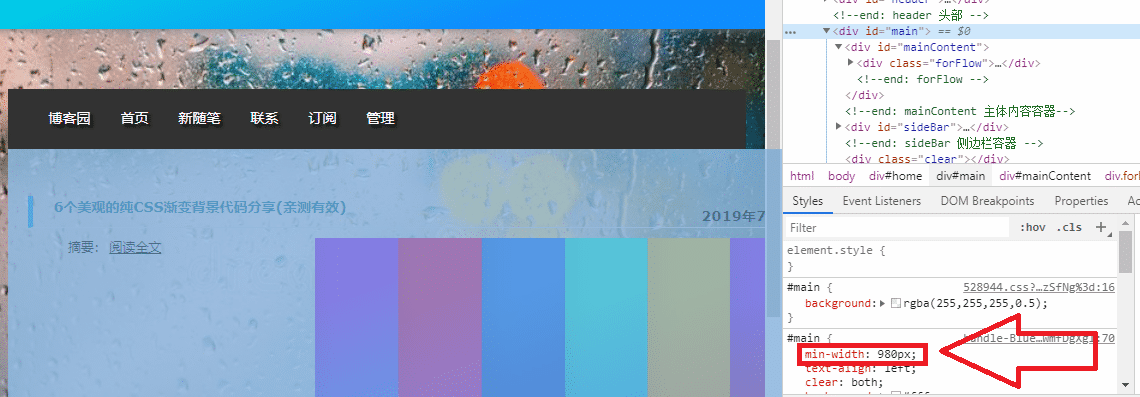 博客园 首页 新随笔 联系 订阅 管理
6个美观的纯CSS渐变背景代码分享(亲测有效)
2019年7
摘要： 阅读全文
<!--end: header 头部 -->
<div id="main"> == $0
<div id="mainContent">
<div class="forFlow">…</div>
<!--end: forFlow -->
</div>
<!--end: mainContent 主体内容容器-->
<div id="sideBar">…</div>
<!--end: sideBar 侧边栏容器 -->
<div class="clear"></div>
html body div#home div#main div#mainContent div.forl
Styles Event Listeners DOM Breakpoints Properties A
Filter :hov .cls +
element.style {
}
#main { 528944.css?…zSfNg%3d:16
background: rgba(255,255,255,0.5);
}
#main {
min-width: 980px;
text-align: left;
clear: both;